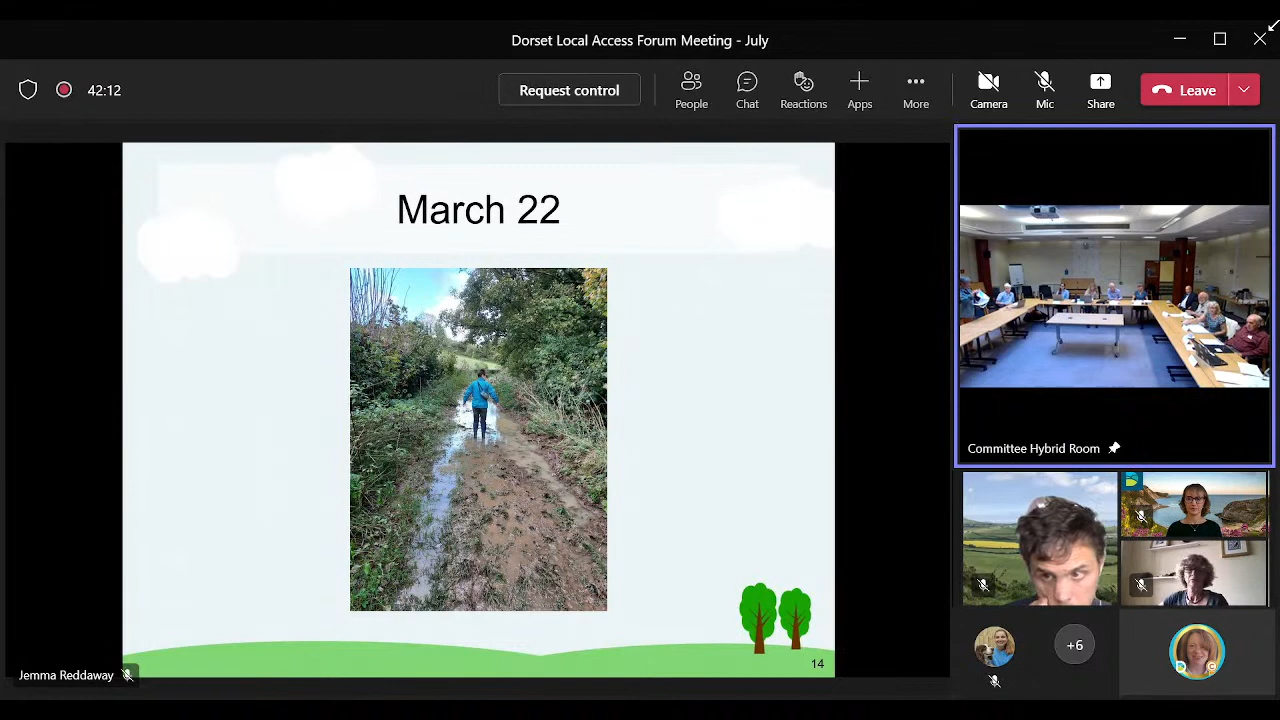 Dorset Local Access Forum Meeting - July
42:12
Request control
People
Chat
Reactions
Apps
More
Camera
Mic
Share
Leave
March 22
14
Jemma Reddaway
Committee Hybrid Room
+6